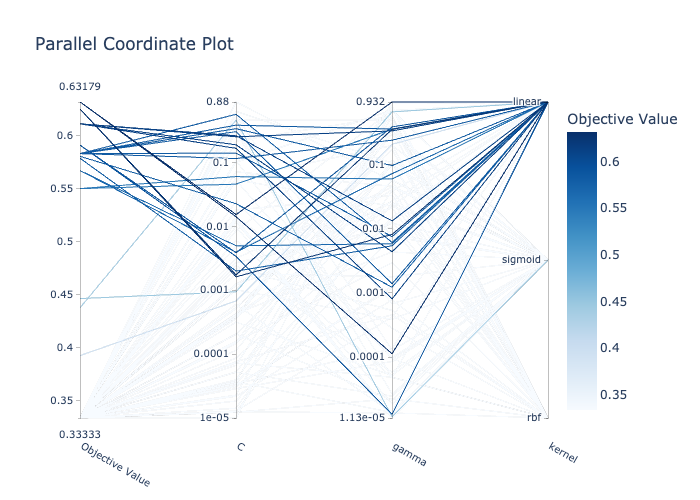 Parallel Coordinate Plot
0.63179
0.6
0.55
0.5
0.45
0.4
0.35
0.33333
Objective Value
0.88
0.1
0.01
0.001
0.0001
1e-05
C
0.932
0.1
0.01
0.001
0.0001
1.13e-05
gamma
linear
sigmoid
rbf
kernel
Objective Value
0.6
0.55
0.5
0.45
0.4
0.35